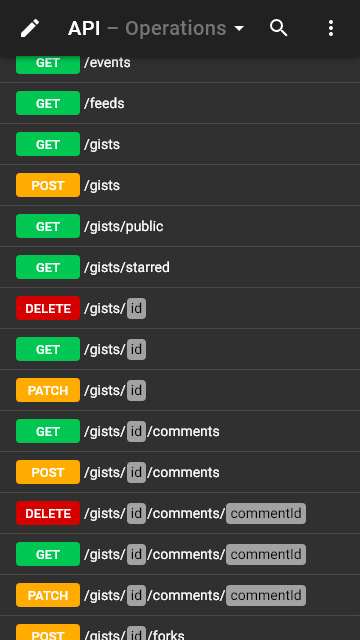 API – Operations
GET /events
GET /feeds
GET /gists
POST /gists
GET /gists/public
GET /gists/starred
DELETE /gists/ id
GET /gists/ id
PATCH /gists/ id
GET /gists/ id /comments
POST /gists/ id /comments
DELETE /gists/ id /comments/ commentId
GET /gists/ id /comments/ commentId
PATCH /gists/ id /comments/ commentId
POST /gists/ id /forks